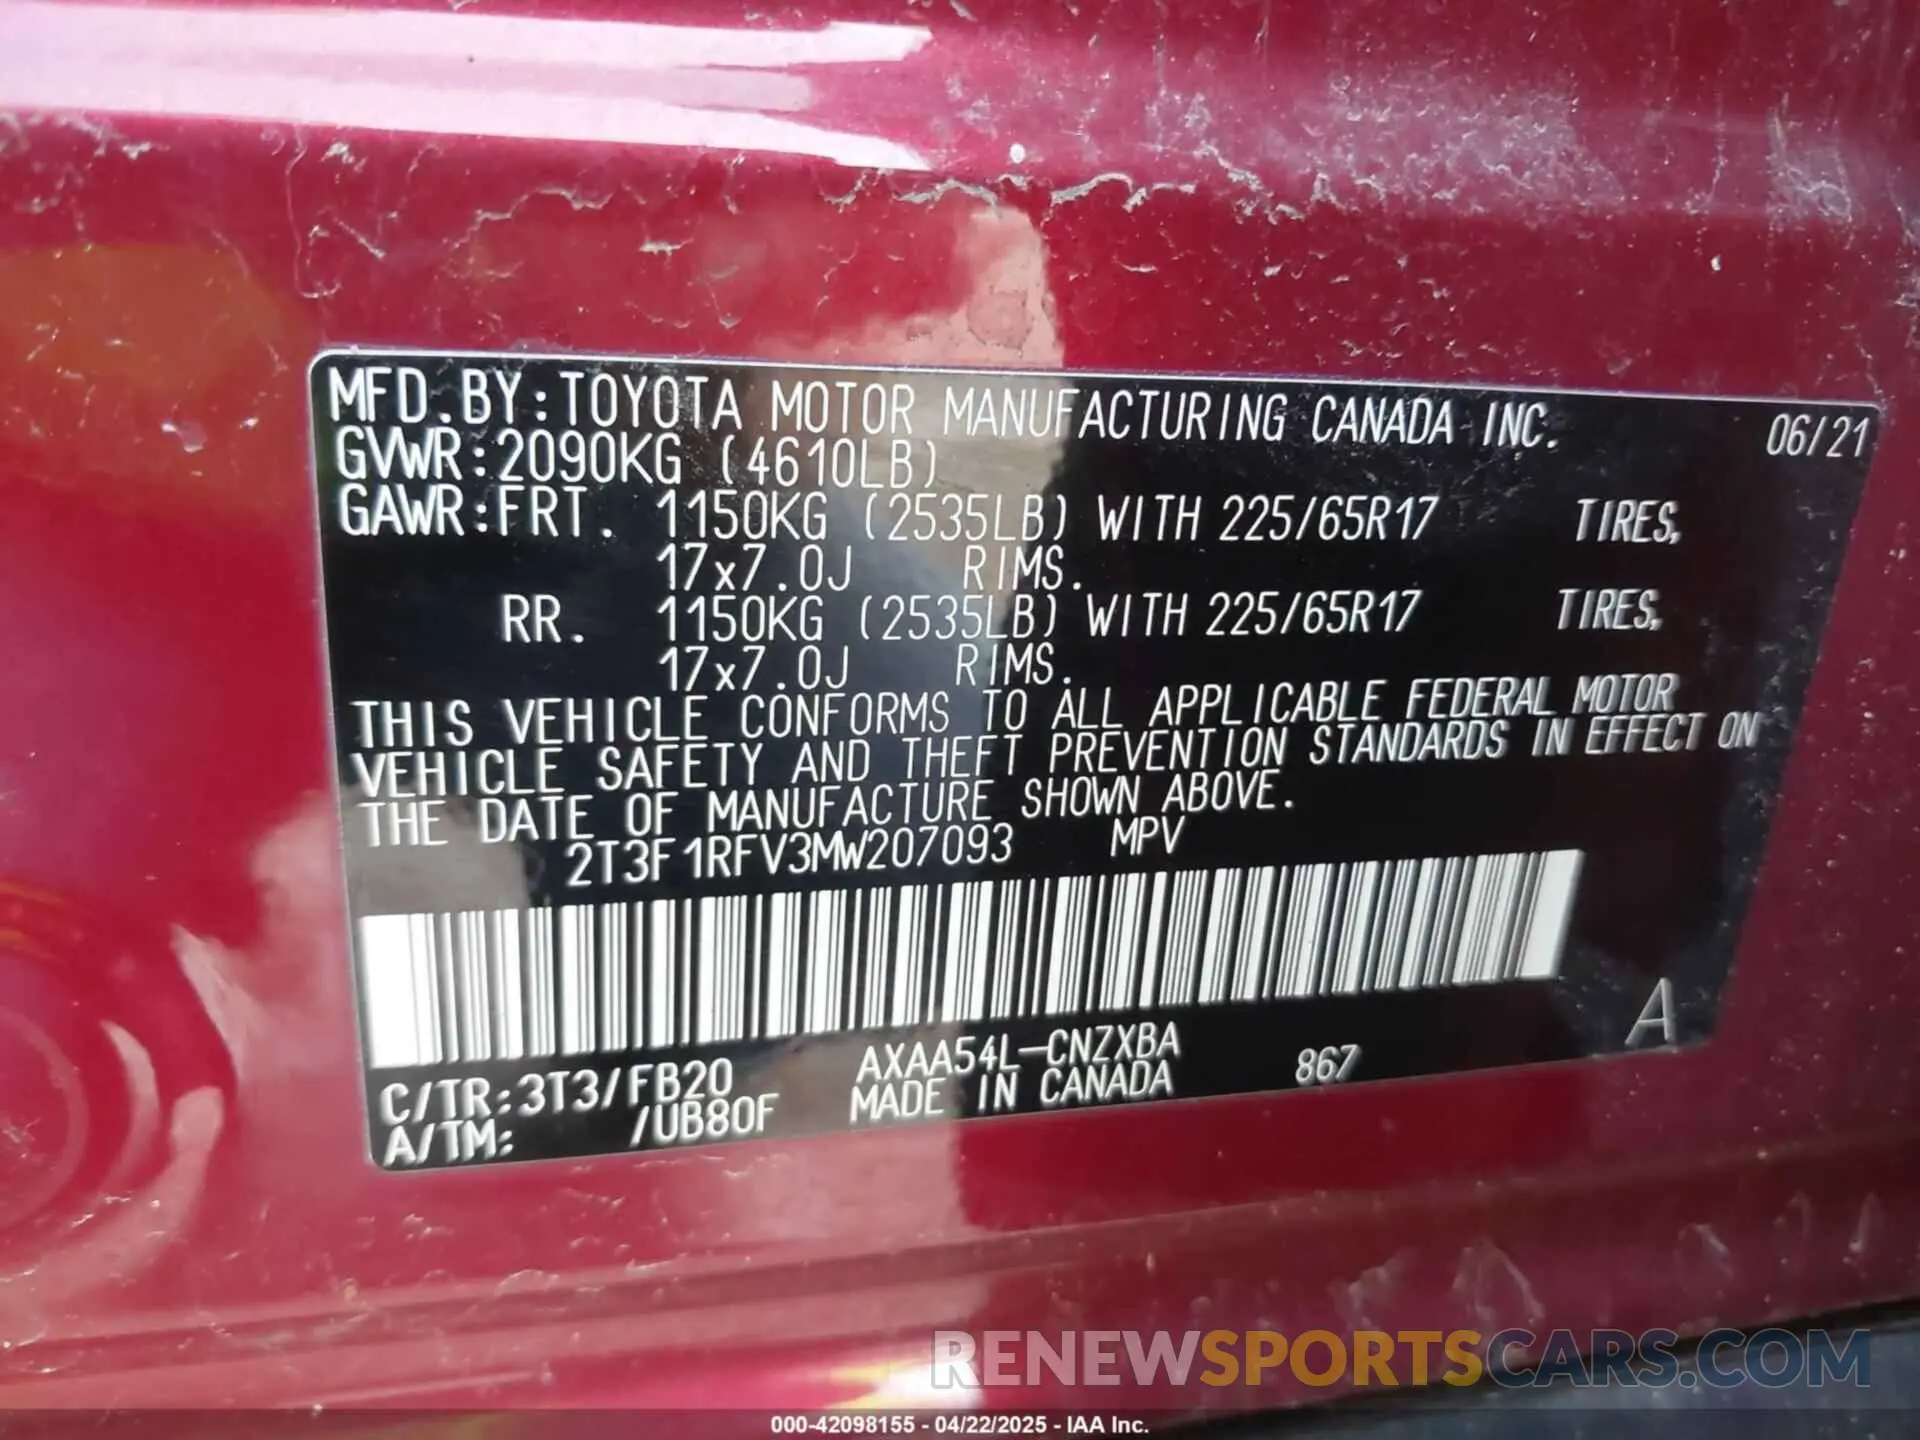 MFD.BY:TOYOTA MOTOR MANUFACTURING CANADA INC. 06/21
GVWR:2090KG (4610LB)
GAWR:FRT. 1150KG (2535LB) WITH 225/65R17 TIRES,
17x7.0J RIMS.
RR. 1150KG (2535LB) WITH 225/65R17 TIRES,
17x7.0J RIMS.
THIS VEHICLE CONFORMS TO ALL APPLICABLE FEDERAL MOTOR
VEHICLE SAFETY AND THEFT PREVENTION STANDARDS IN EFFECT ON
THE DATE OF MANUFACTURE SHOWN ABOVE.
2T3F1RFV3MW207093 MPV
A
C/TR:3T3/FB20 AXAA54L-CNZXBA 867
A/TM: /UB80F MADE IN CANADA
RENEWSPORTSCARS.COM
000-42098155 - 04/22/2025 - IAA Inc.